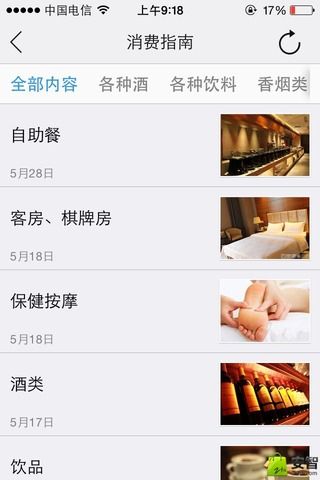 中国电信 上午9:18 17%
消费指南
全部内容 各种酒 各种饮料 香烟类
自助餐
5月28日
客房、棋牌房
5月18日
保健按摩
5月18日
酒类
5月17日
饮品
安智